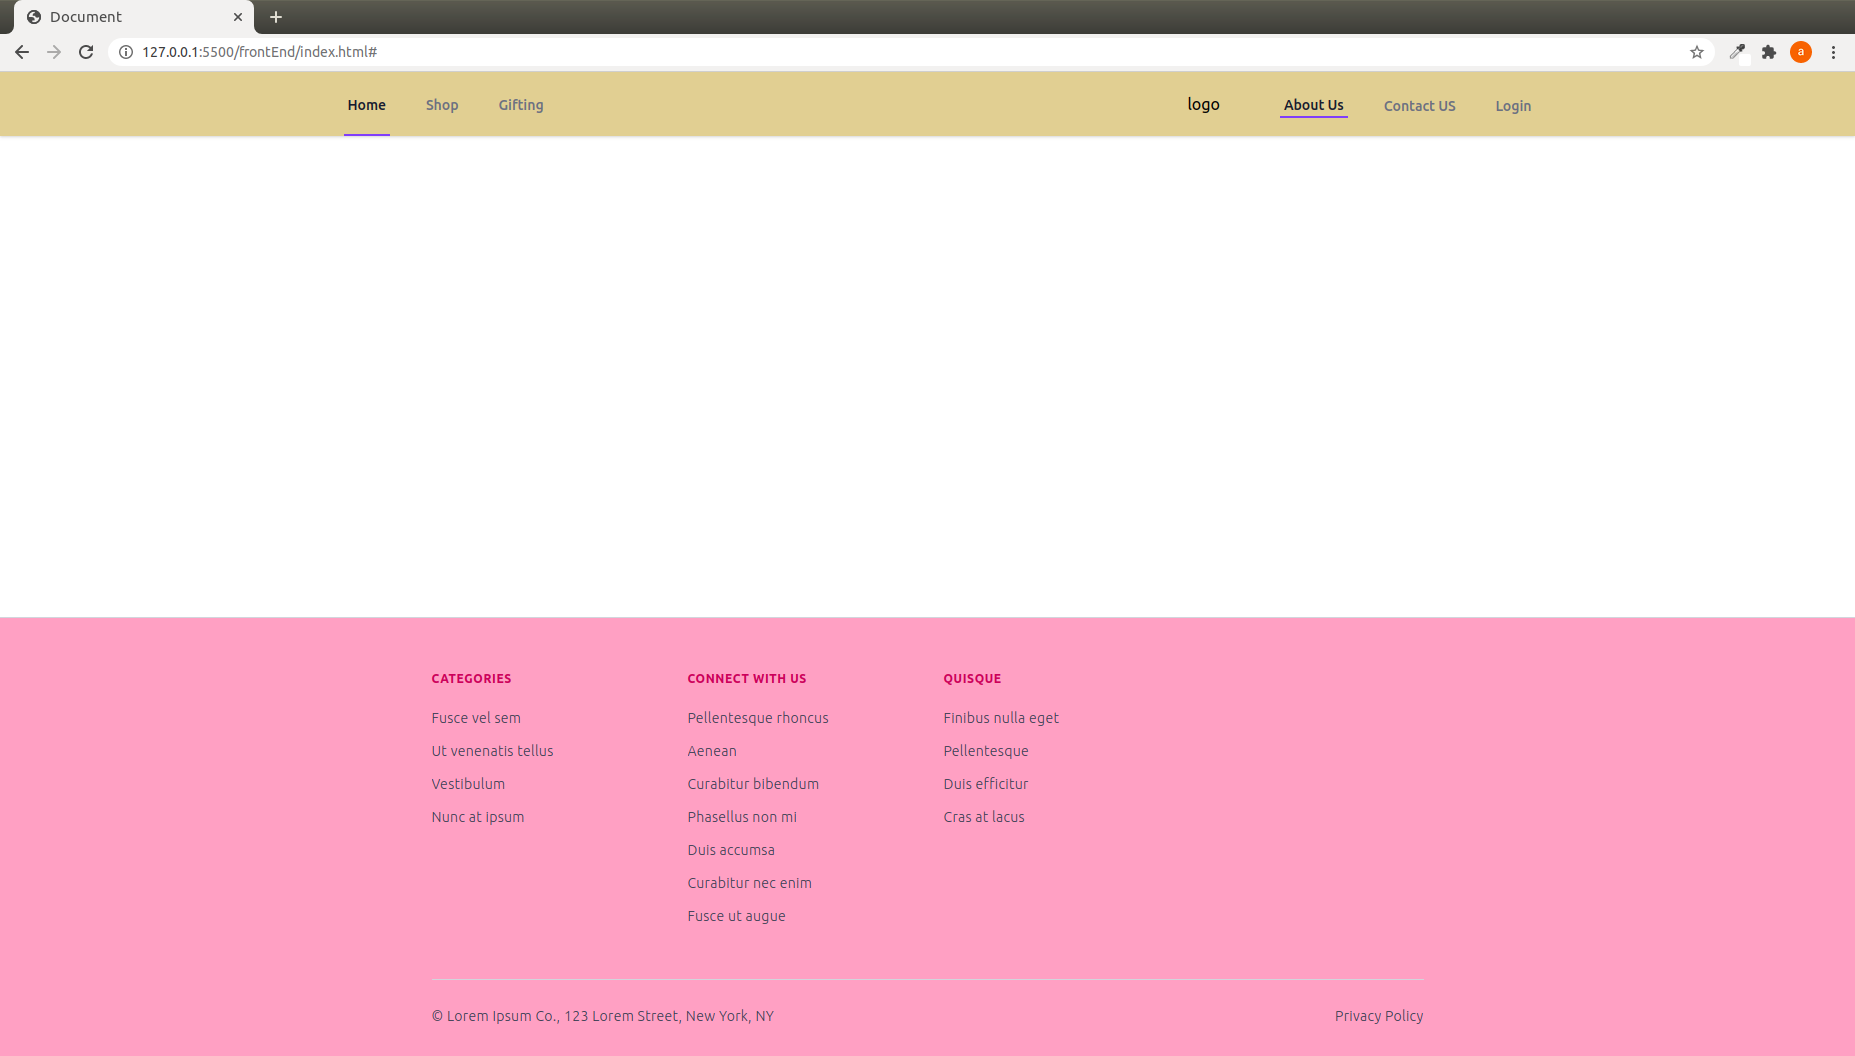 Document
127.0.0.1:5500/frontEnd/index.html#
a
Home Shop Gifting logo About Us Contact US Login
CATEGORIES
Fusce vel sem
Ut venenatis tellus
Vestibulum
Nunc at ipsum
CONNECT WITH US
Pellentesque rhoncus
Aenean
Curabitur bibendum
Phasellus non mi
Duis accumsa
Curabitur nec enim
Fusce ut augue
QUISQUE
Finibus nulla eget
Pellentesque
Duis efficitur
Cras at lacus
© Lorem Ipsum Co., 123 Lorem Street, New York, NY
Privacy Policy